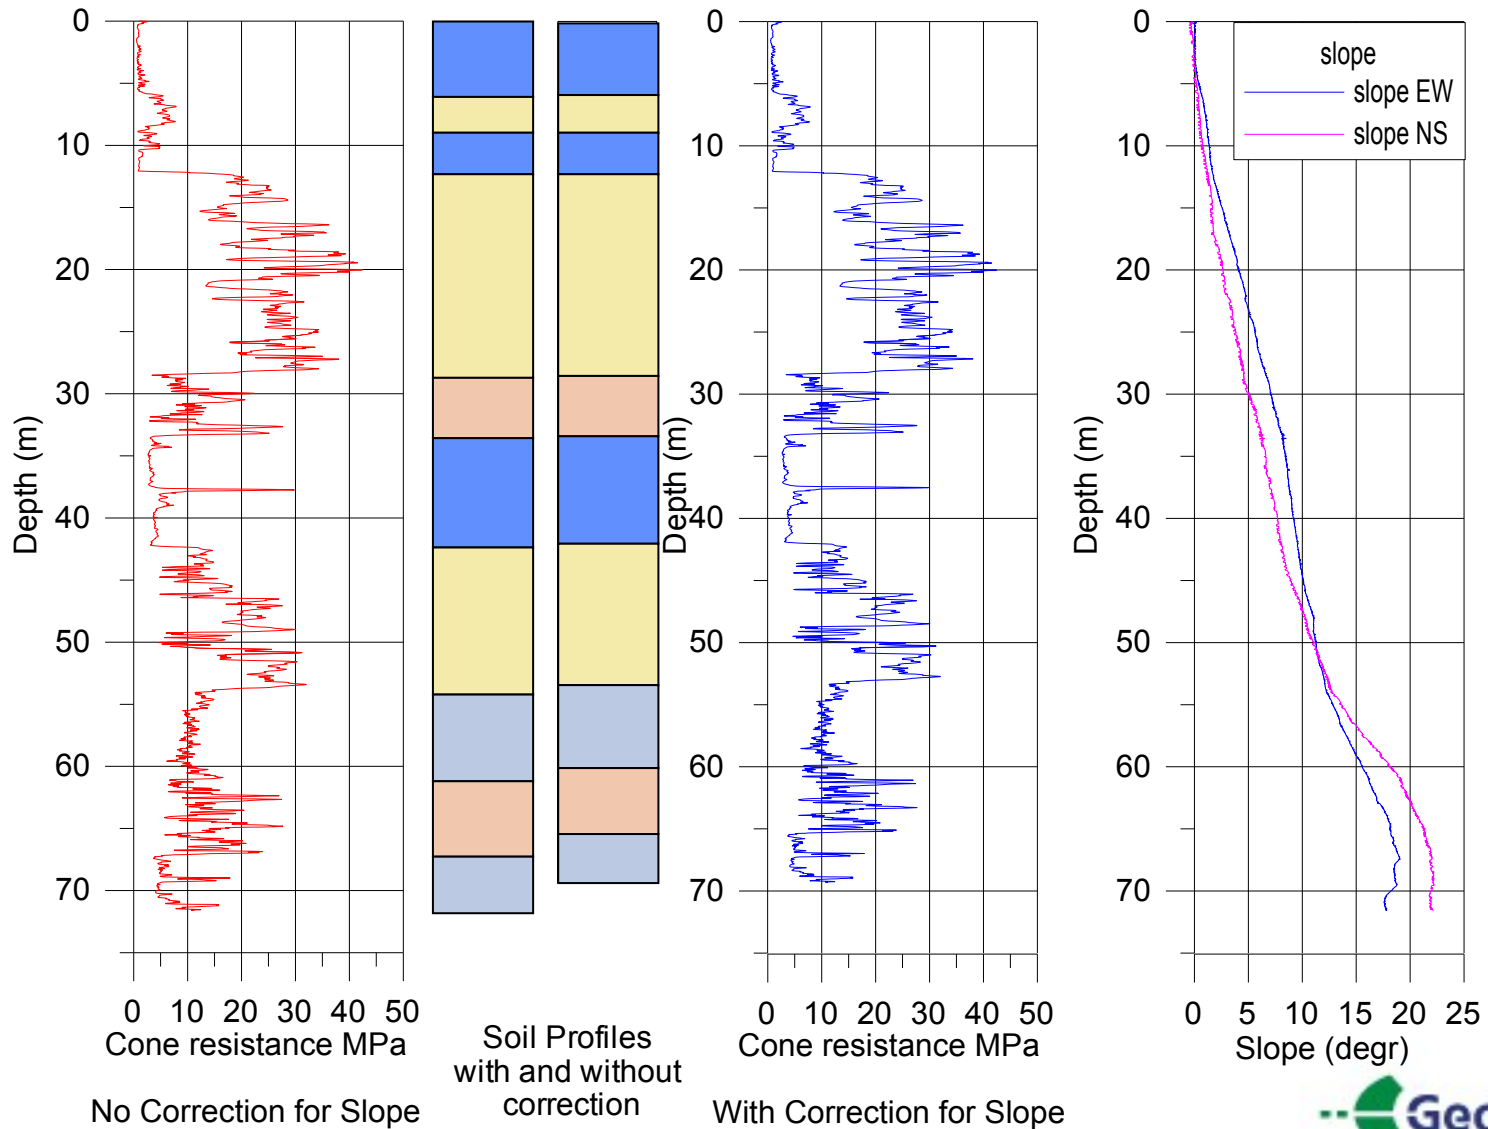 0
10
20
30
40
50
60
70
Depth (m)
0 10 20 30 40 50
Cone resistance MPa
No Correction for Slope
Soil Profiles
with and without
correction
0
10
20
30
40
50
60
70
Depth (m)
0 10 20 30 40 50
Cone resistance MPa
With Correction for Slope
slope
slope EW
slope NS
0
10
20
30
40
50
60
70
Depth (m)
0 5 10 15 20 25
Slope (degr)